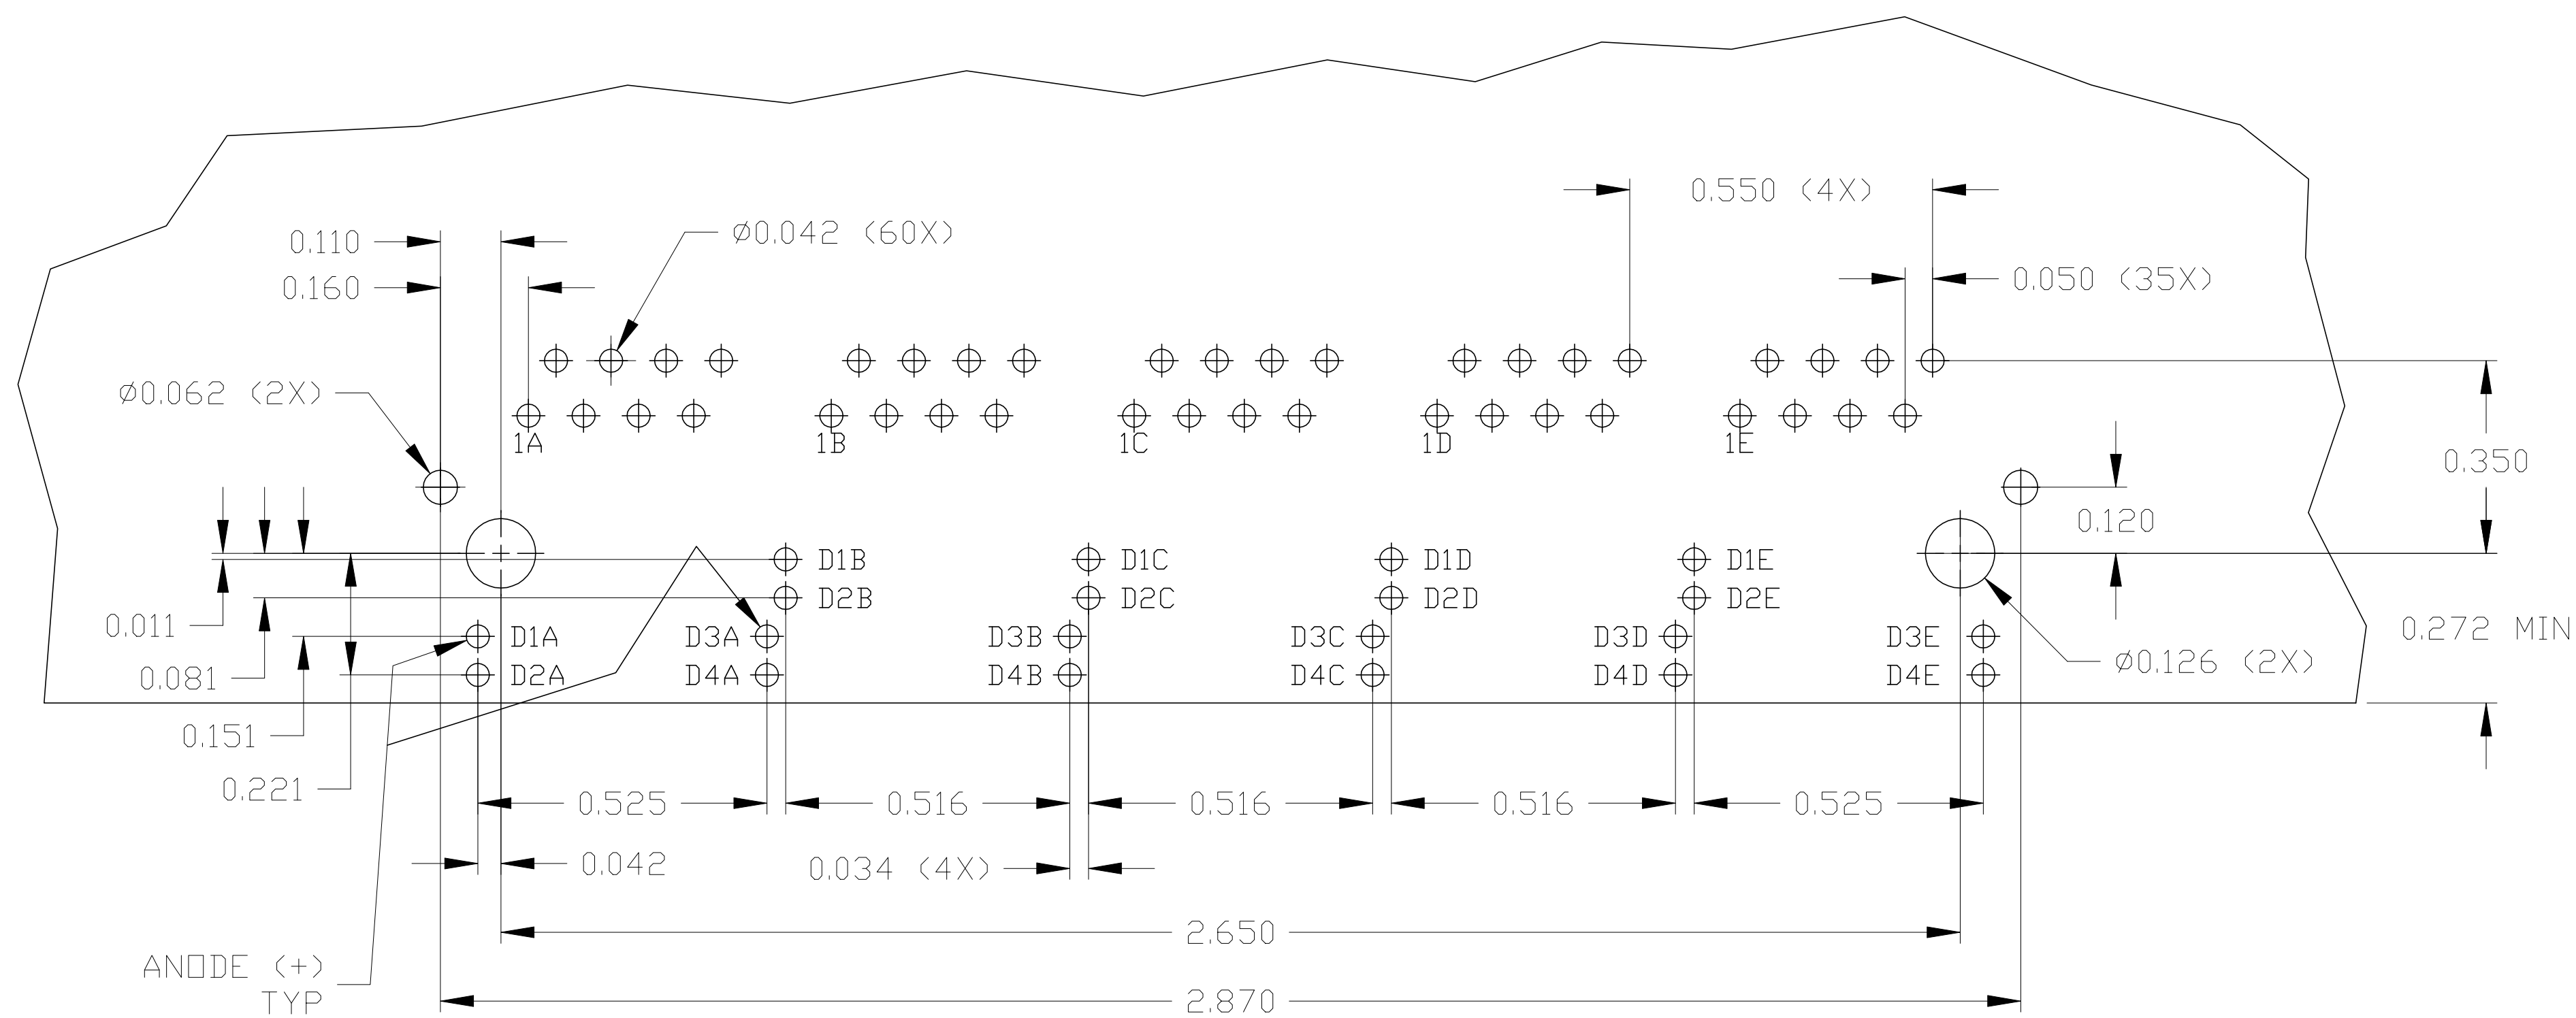 0.550 (4X)
0.110
Ø0.042 (60X)
0.160
0.050 (35X)
Ø0.062 (2X)
1A
1B
1C
1D
1E
0.350
0.120
D1B
D1C
D1D
D1E
D2B
D2C
D2D
D2E
0.011
0.272 MIN
D1A
D3A
D3B
D3C
D3D
D3E
Ø0.126 (2X)
D2A
D4A
D4B
D4C
D4D
D4E
0.081
0.151
0.221
0.525
0.516
0.516
0.516
0.525
0.042
0.034 (4X)
2.650
ANODE (+)
TYP
2.870